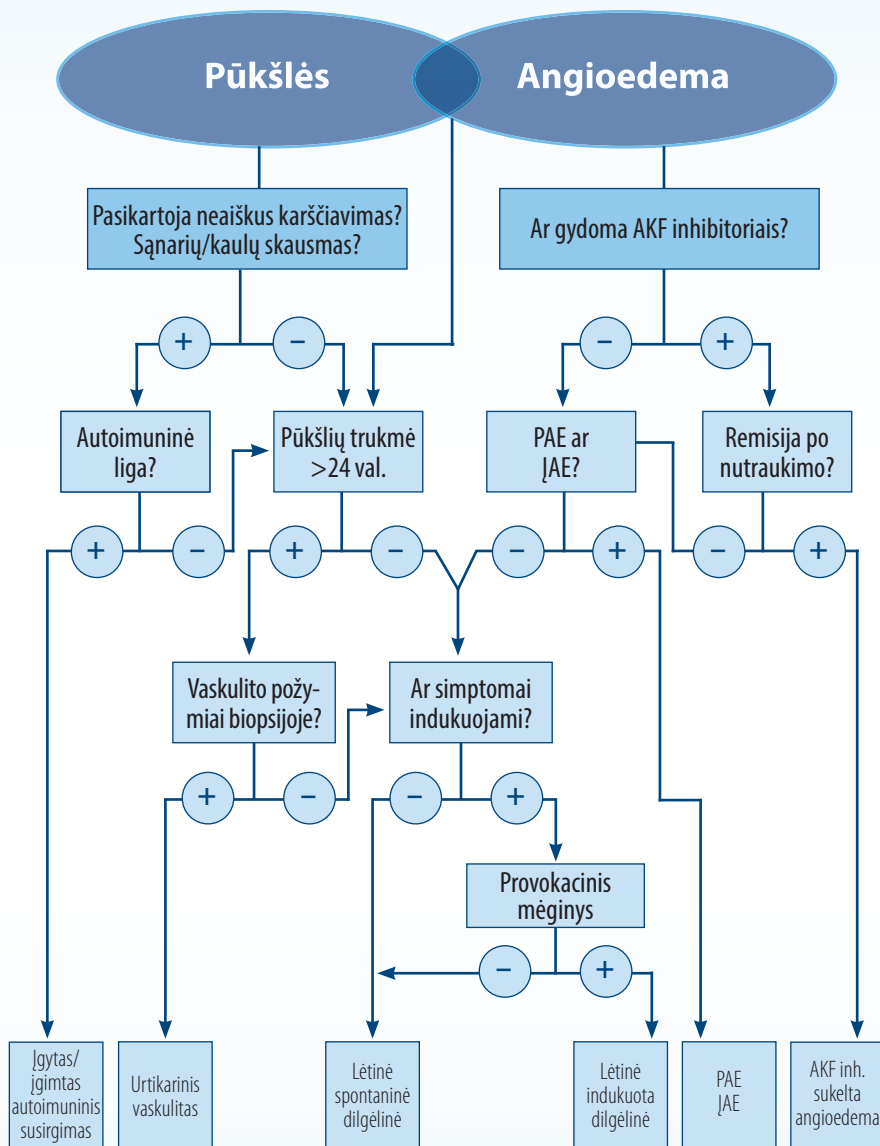 Pūkšlės
Angioedema
Pasikartoja neaiškus karščiavimas?
Sąnarių/kaulų skausmas?
Ar gydoma AKF inhibitoriais?
+
−
−
+
Autoimuninė
liga?
Pūkšlių trukmė
>24 val.
PAE ar
ĮAE?
Remisija po
nutraukimo?
+
−
+
−
−
+
−
+
Vaskulito požy-
miai biopsijoje?
Ar simptomai
indukuojami?
+
−
−
+
Provokacinis
mėginys
−
+
Įgytas/
įgimtas
autoimuninis
susirgimas
Urtikarinis
vaskulitas
Lėtinė
spontaninė
dilgėlinė
Lėtinė
indukuota
dilgėlinė
PAE
ĮAE
AKF inh.
sukelta
angioedema